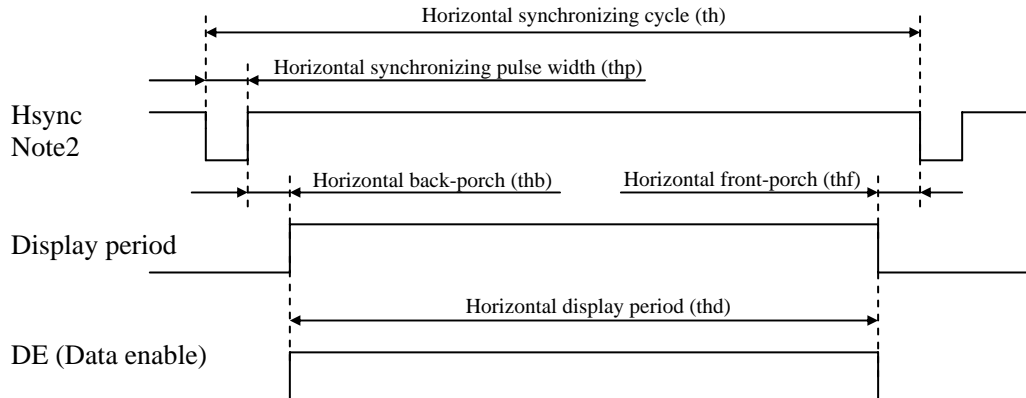 Horizontal synchronizing cycle (th)
Horizontal synchronizing pulse width (thp)
Hsync
Note2
Horizontal back-porch (thb)
Horizontal front-porch (thf)
Display period
Horizontal display period (thd)
DE (Data enable)